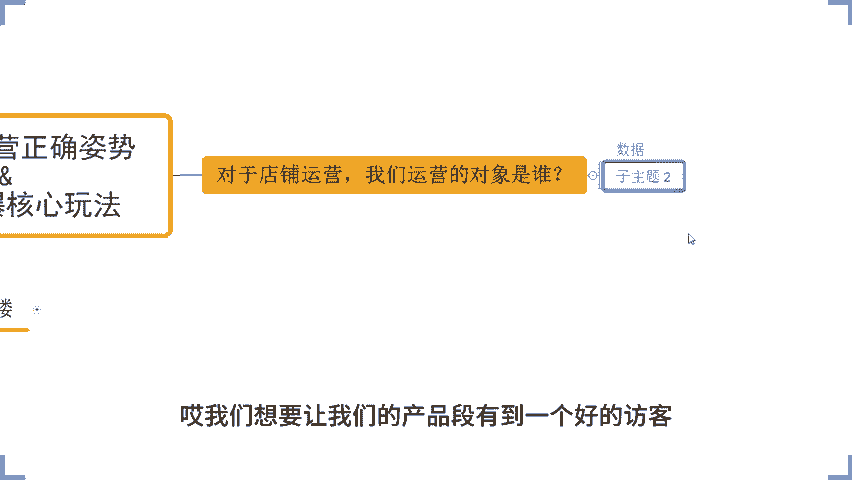 营正确姿势
&
爆核心玩法
对于店铺运营，我们运营的对象是谁？
数据
子主题 2
楼
哎我们想要让我们的产品段有到一个好的访客